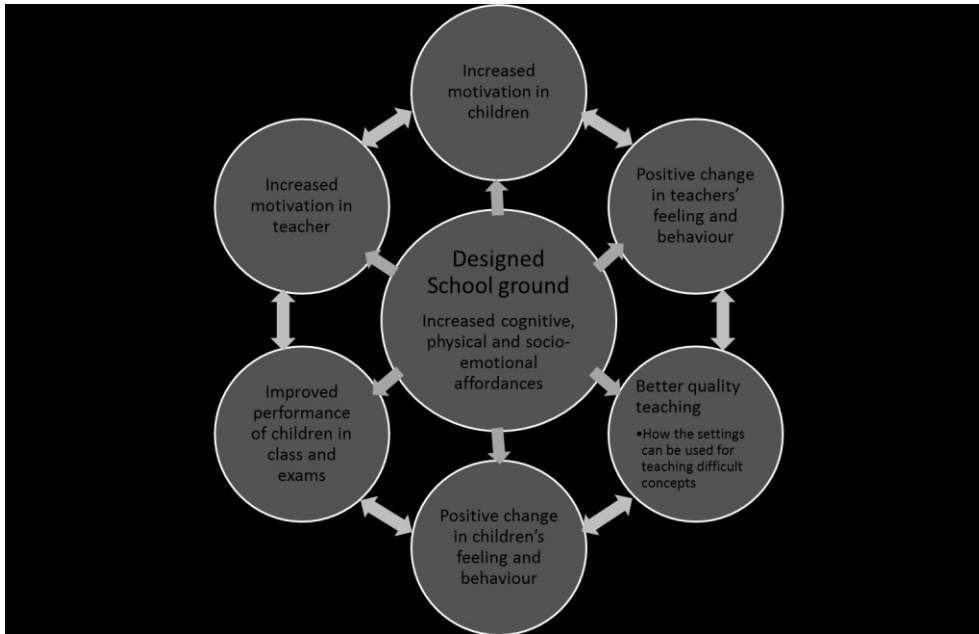 Increased
motivation in
children
Increased
motivation in
teacher
Positive change
in teachers'
feeling and
behaviour
Designed
School ground
Increased cognitive,
physical and socio-
emotional
affordances
Improved
performance
of children in
class and
exams
Better quality
teaching
•How the settings
can be used for
teaching difficult
concepts
Positive change
in children's
feeling and
behaviour